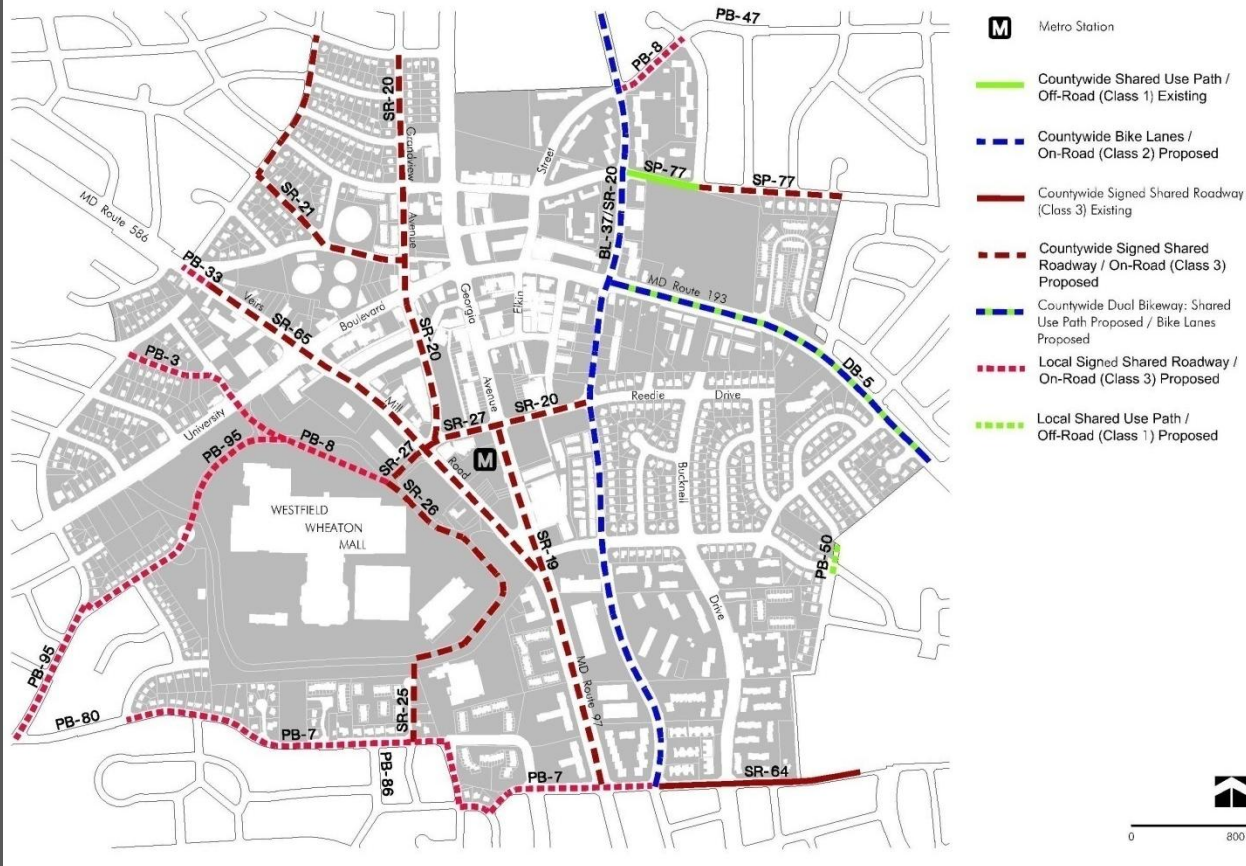 PB-47
PB-8
SR-20
Grandview
Avenue
Street
SP-77
SP-77
BL-37/SR-20
SR-21
MD Route 586
PB-33
Veirs
SR-65
Boulevard
Georgia
Avenue
Elkin
MD Route 193
DB-5
SR-20
PB-3
Mill
Road
University
SR-27
SR-20
Reedie
Drive
PB-95
PB-8
SR-27
M
SR-26
Bucknell
Drive
WESTFIELD
WHEATON
MALL
SR-19
PB-50
PB-95
SR-25
MD Route 97
PB-80
PB-7
PB-86
PB-7
SR-64
M Metro Station
Countywide Shared Use Path /
Off-Road (Class 1) Existing
Countywide Bike Lanes /
On-Road (Class 2) Proposed
Countywide Signed Shared Roadway
(Class 3) Existing
Countywide Signed Shared
Roadway / On-Road (Class 3)
Proposed
Countywide Dual Bikeway: Shared
Use Path Proposed / Bike Lanes
Proposed
Local Signed Shared Roadway /
On-Road (Class 3) Proposed
Local Shared Use Path /
Off-Road (Class 1) Proposed
0 800